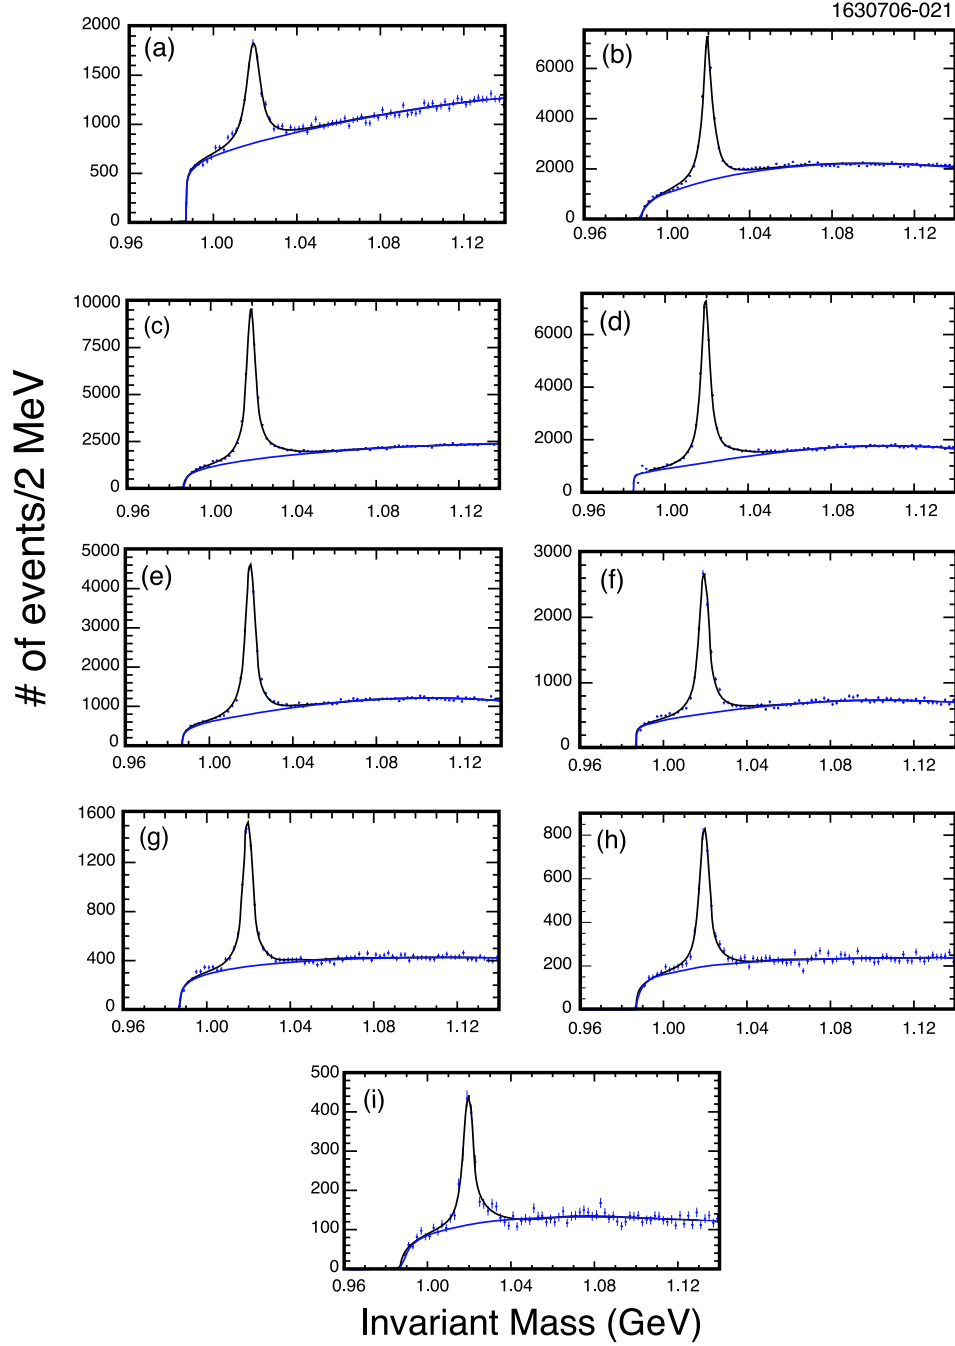 1630706-021
(a)
2000
1500
1000
500
0
0.96 1.00 1.04 1.08 1.12
(b)
6000
4000
2000
0
0.96 1.00 1.04 1.08 1.12
(c)
10000
7500
5000
2500
0
0.96 1.00 1.04 1.08 1.12
(d)
6000
4000
2000
0
0.96 1.00 1.04 1.08 1.12
# of events/2 MeV
(e)
5000
4000
3000
2000
1000
0
0.96 1.00 1.04 1.08 1.12
(f)
3000
2000
1000
0
0.96 1.00 1.04 1.08 1.12
(g)
1600
1200
800
400
0
0.96 1.00 1.04 1.08 1.12
(h)
800
600
400
200
0
0.96 1.00 1.04 1.08 1.12
(i)
500
400
300
200
100
0
0.96 1.00 1.04 1.08 1.12
Invariant Mass (GeV)